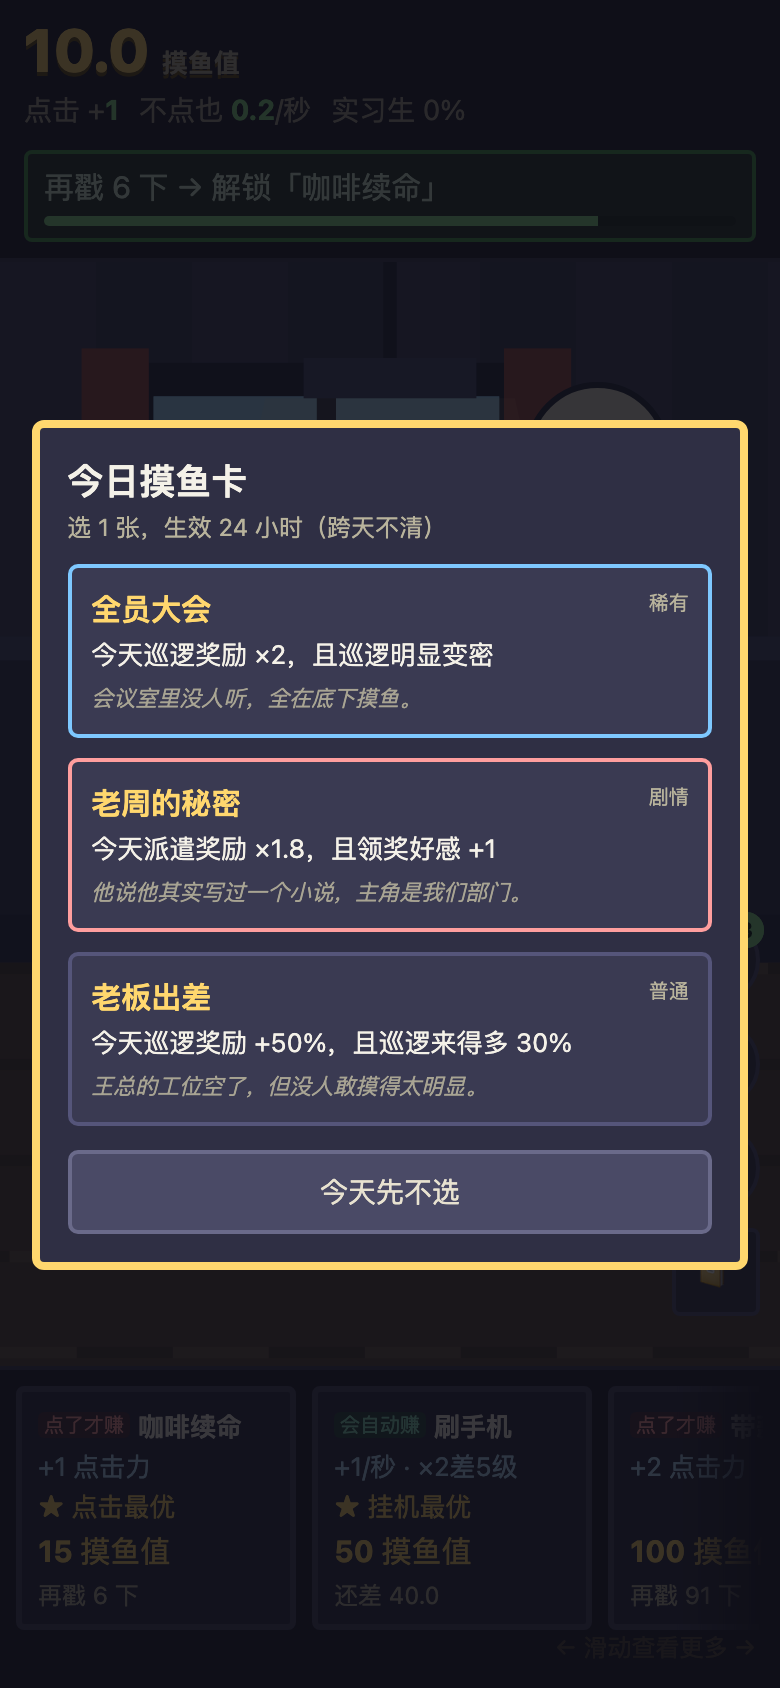 10.0 摸鱼值
点击 +1 不点也 0.2/秒 实习生 0%
再戳 6 下 → 解锁「咖啡续命」
今日摸鱼卡
选 1 张，生效 24 小时（跨天不清）
全员大会 稀有
今天巡逻奖励 ×2，且巡逻明显变密
会议室里没人听，全在底下摸鱼。
老周的秘密 剧情
今天派遣奖励 ×1.8，且领奖好感 +1
他说他其实写过一个小说，主角是我们部门。
老板出差 普通
今天巡逻奖励 +50%，且巡逻来得多 30%
王总的工位空了，但没人敢摸得太明显。
今天先不选
点了才赚 咖啡续命
+1 点击力
★ 点击最优
15 摸鱼值
再戳 6 下
会自动赚 刷手机
+1/秒 · ×2差5级
★ 挂机最优
50 摸鱼值
还差 40.0
点了才赚 带
+2 点击力
100 摸鱼
再戳 91 下
← 滑动查看更多 →